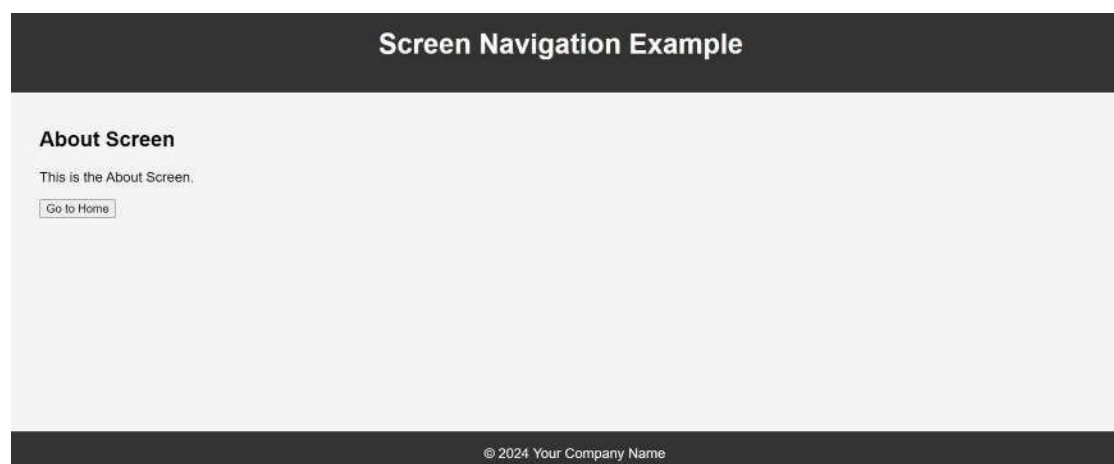 Screen Navigation Example
About Screen
This is the About Screen.
Go to Home
© 2024 Your Company Name